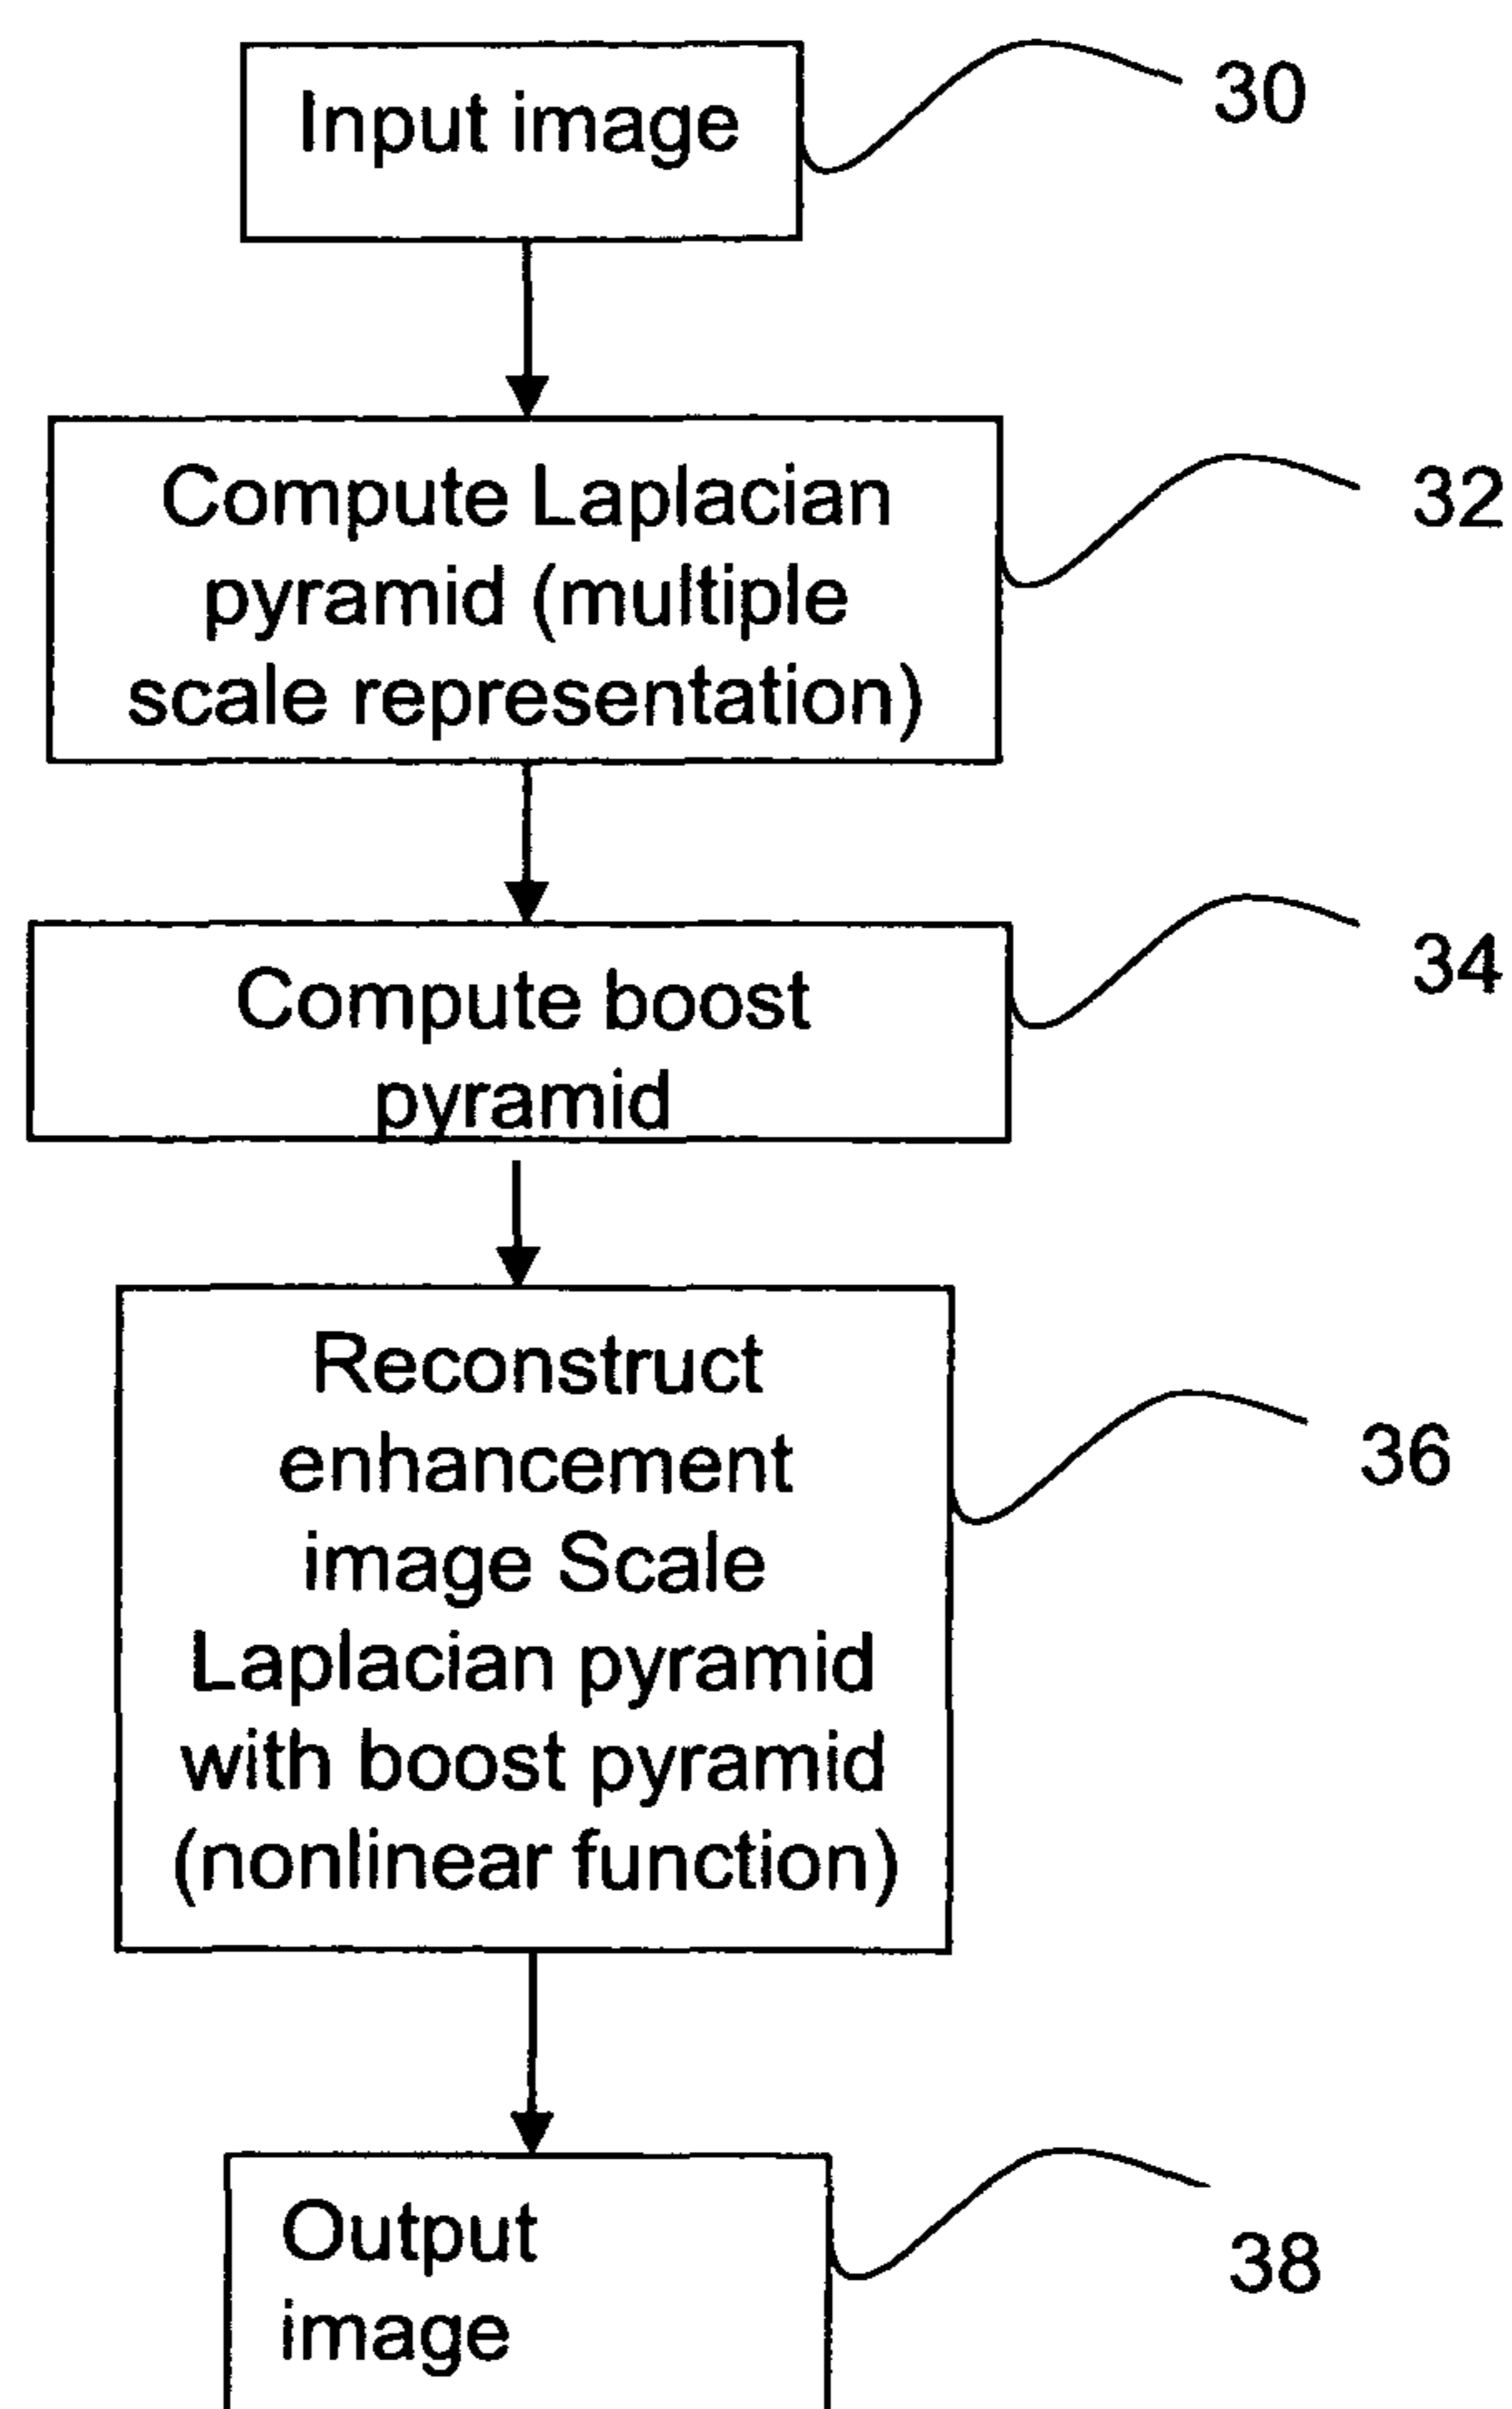 Input image
30
Compute Laplacian
pyramid (multiple
scale representation)
32
Compute boost
pyramid
34
Reconstruct
enhancement
image Scale
Laplacian pyramid
with boost pyramid
(nonlinear function)
36
Output
image
38